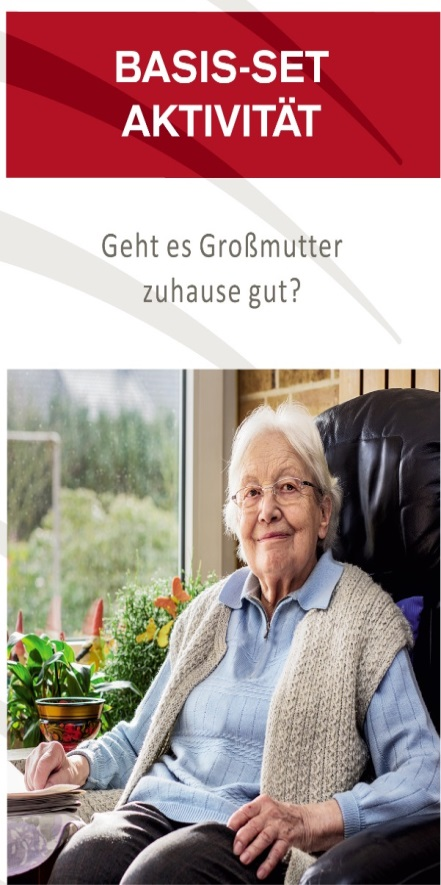 BASIS-SET
AKTIVITÄT
Geht es Großmutter
zuhause gut?